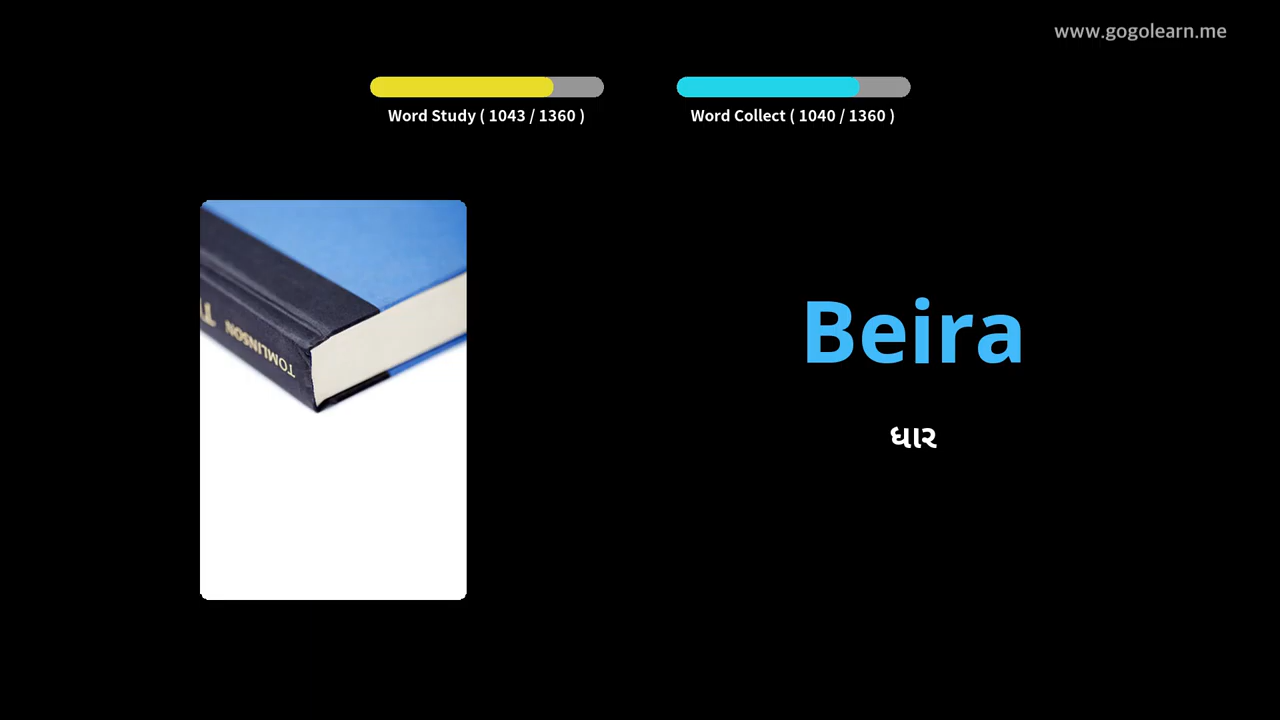 www.gogolearn.me
Word Study ( 1043 / 1360 )
Word Collect ( 1040 / 1360 )
TOMLINSON
Beira
ધાર